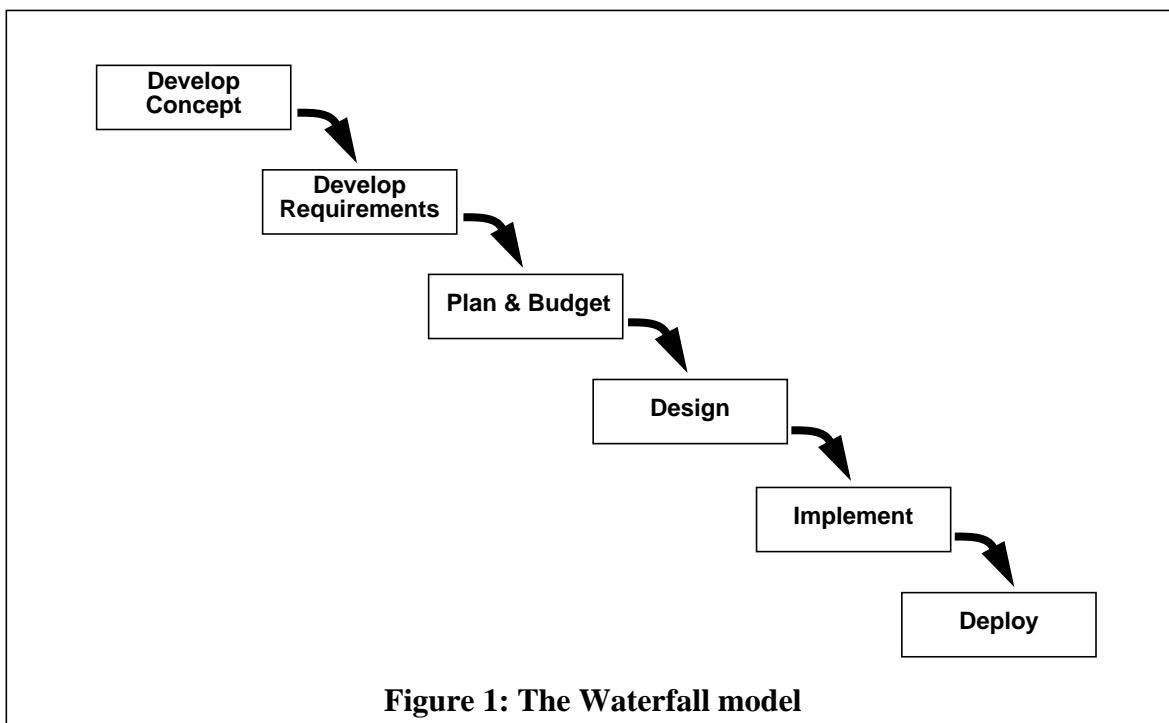 Develop
Concept
Develop
Requirements
Plan & Budget
Design
Implement
Deploy
Figure 1: The Waterfall model